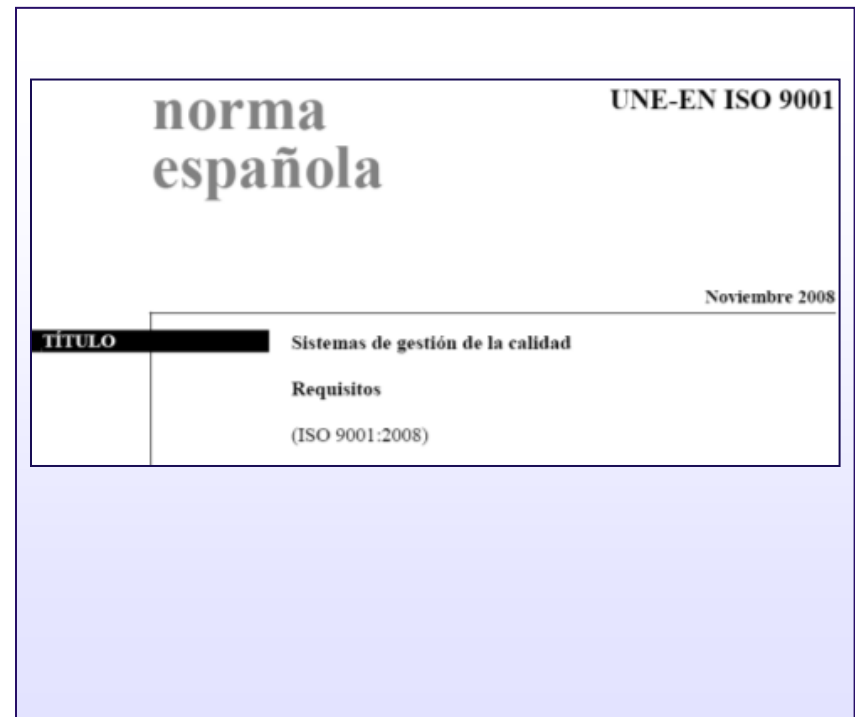 norma
española
UNE-EN ISO 9001
Noviembre 2008
TÍTULO
Sistemas de gestión de la calidad
Requisitos
(ISO 9001:2008)